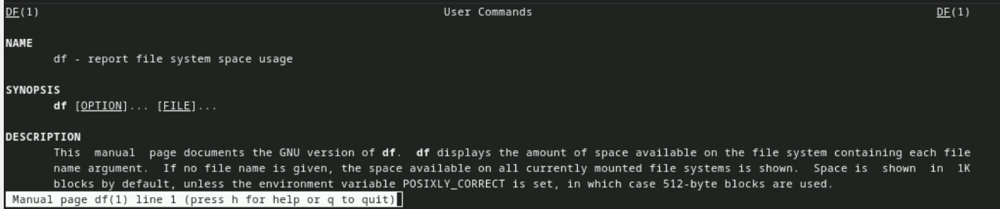 DF(1) User Commands DF(1)
NAME
df - report file system space usage
SYNOPSIS
df [OPTION]... [FILE]...
DESCRIPTION
This manual page documents the GNU version of df. df displays the amount of space available on the file system containing each file
name argument. If no file name is given, the space available on all currently mounted file systems is shown. Space is shown in 1K
blocks by default, unless the environment variable POSIXLY_CORRECT is set, in which case 512-byte blocks are used.
Manual page df(1) line 1 (press h for help or q to quit)